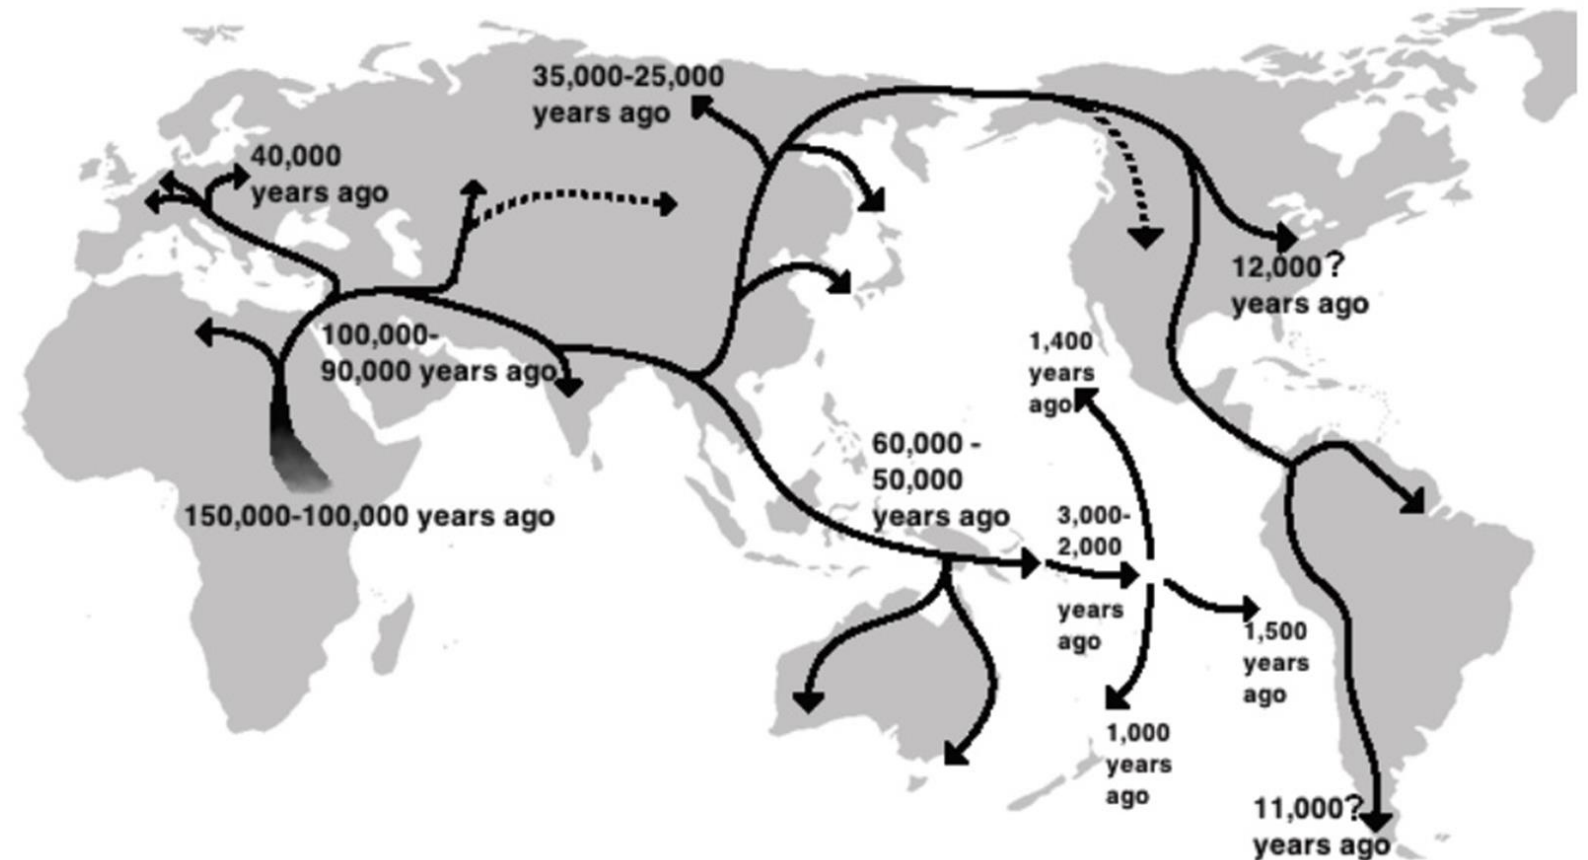 35,000-25,000
years ago
40,000
years ago
12,000?
years ago
100,000-
90,000 years ago
1,400
years
ago
60,000 -
50,000
years ago
150,000-100,000 years ago
3,000-
2,000
years
ago
1,500
years
ago
1,000
years
ago
11,000?
years ago